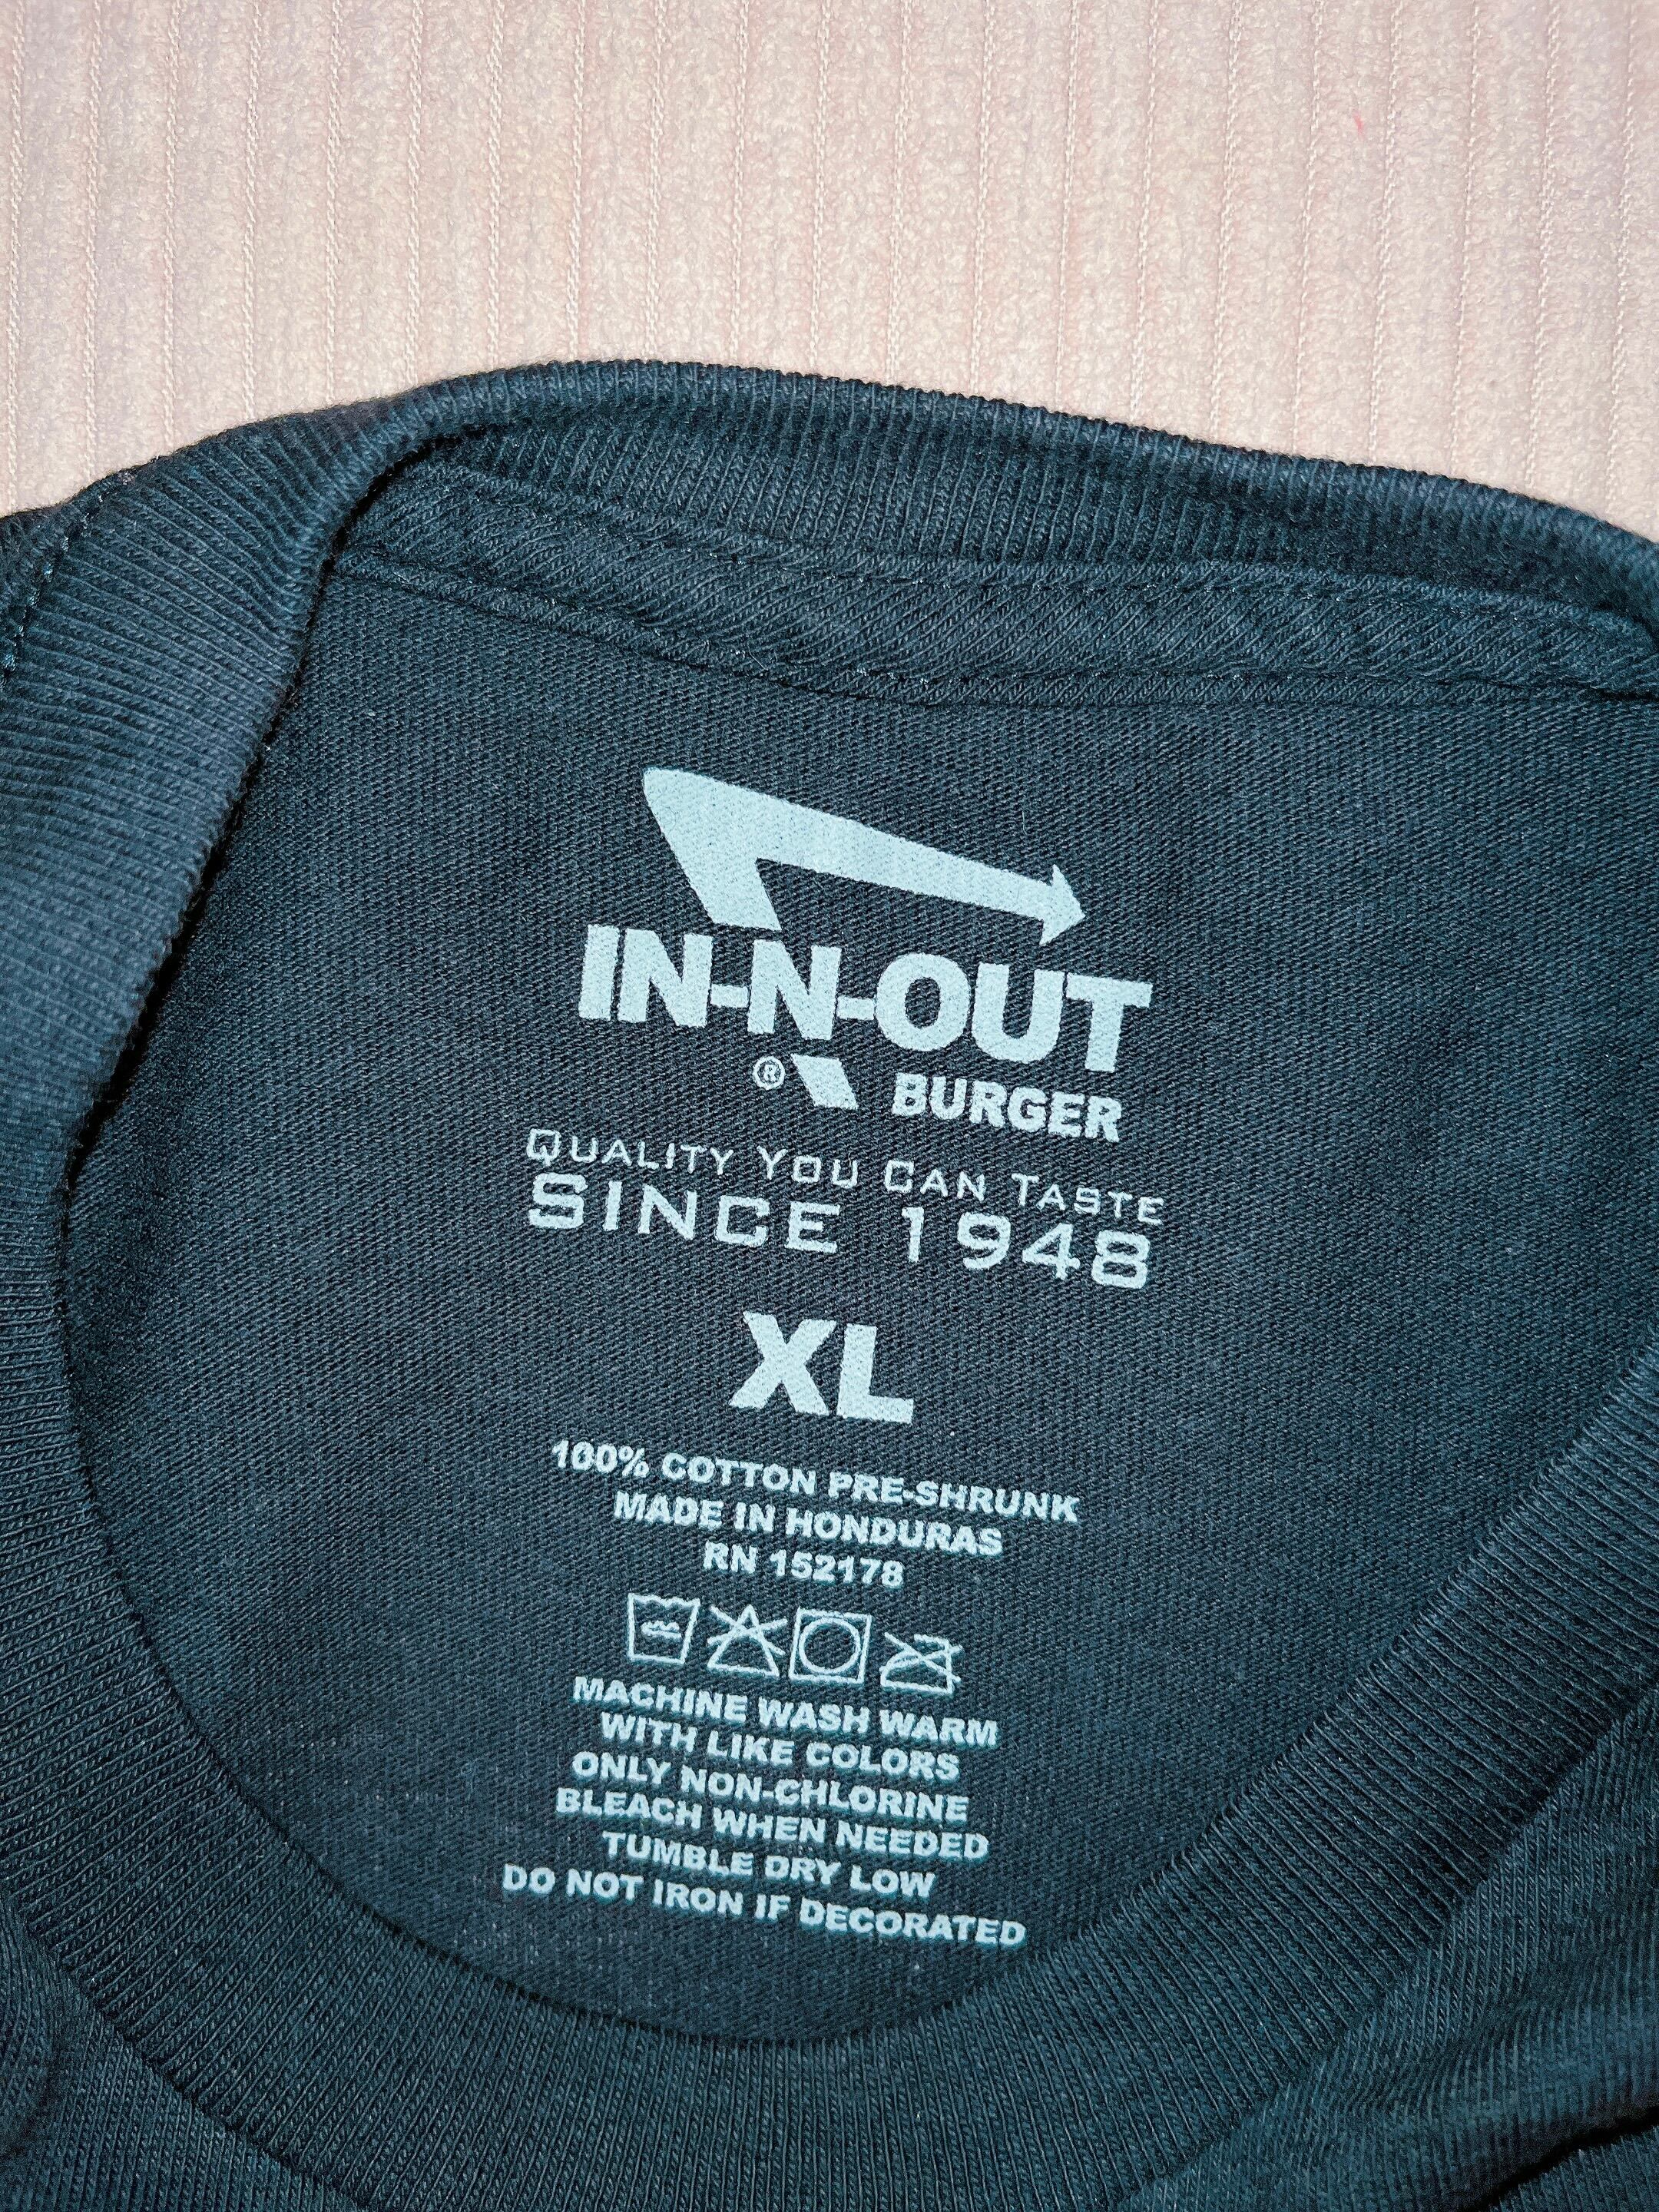 IN-N-OUT
® BURGER
QUALITY YOU CAN TASTE
SINCE 1948
XL
100% COTTON PRE-SHRUNK
MADE IN HONDURAS
RN 152178
MACHINE WASH WARM
WITH LIKE COLORS
ONLY NON-CHLORINE
BLEACH WHEN NEEDED
TUMBLE DRY LOW
DO NOT IRON IF DECORATED